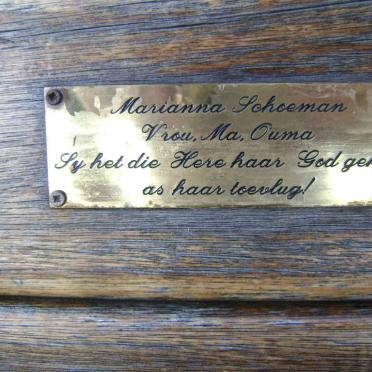 Marianna Schoeman
Vrou, Ma, Ouma
Sy het die Here haar God
as haar toevlug!